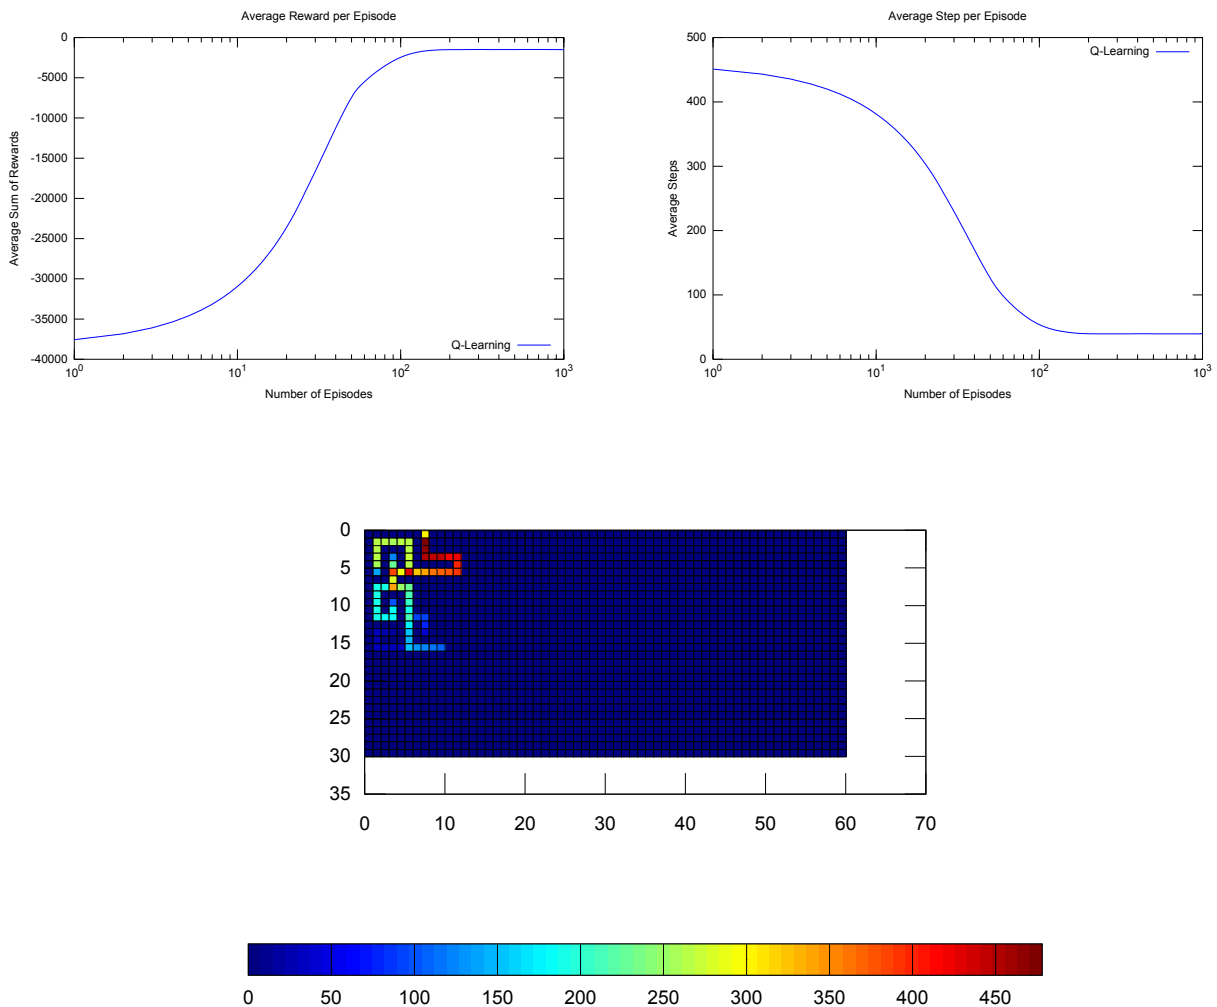 Average Reward per Episode
0
-5000
-10000
-15000
-20000
-25000
-30000
-35000
-40000
Average Sum of Rewards
Q-Learning
10^0 10^1 10^2 10^3
Number of Episodes
Average Step per Episode
500
400
300
200
100
0
Average Steps
Q-Learning
10^0 10^1 10^2 10^3
Number of Episodes
0
5
10
15
20
25
30
35
0 10 20 30 40 50 60 70
0 50 100 150 200 250 300 350 400 450